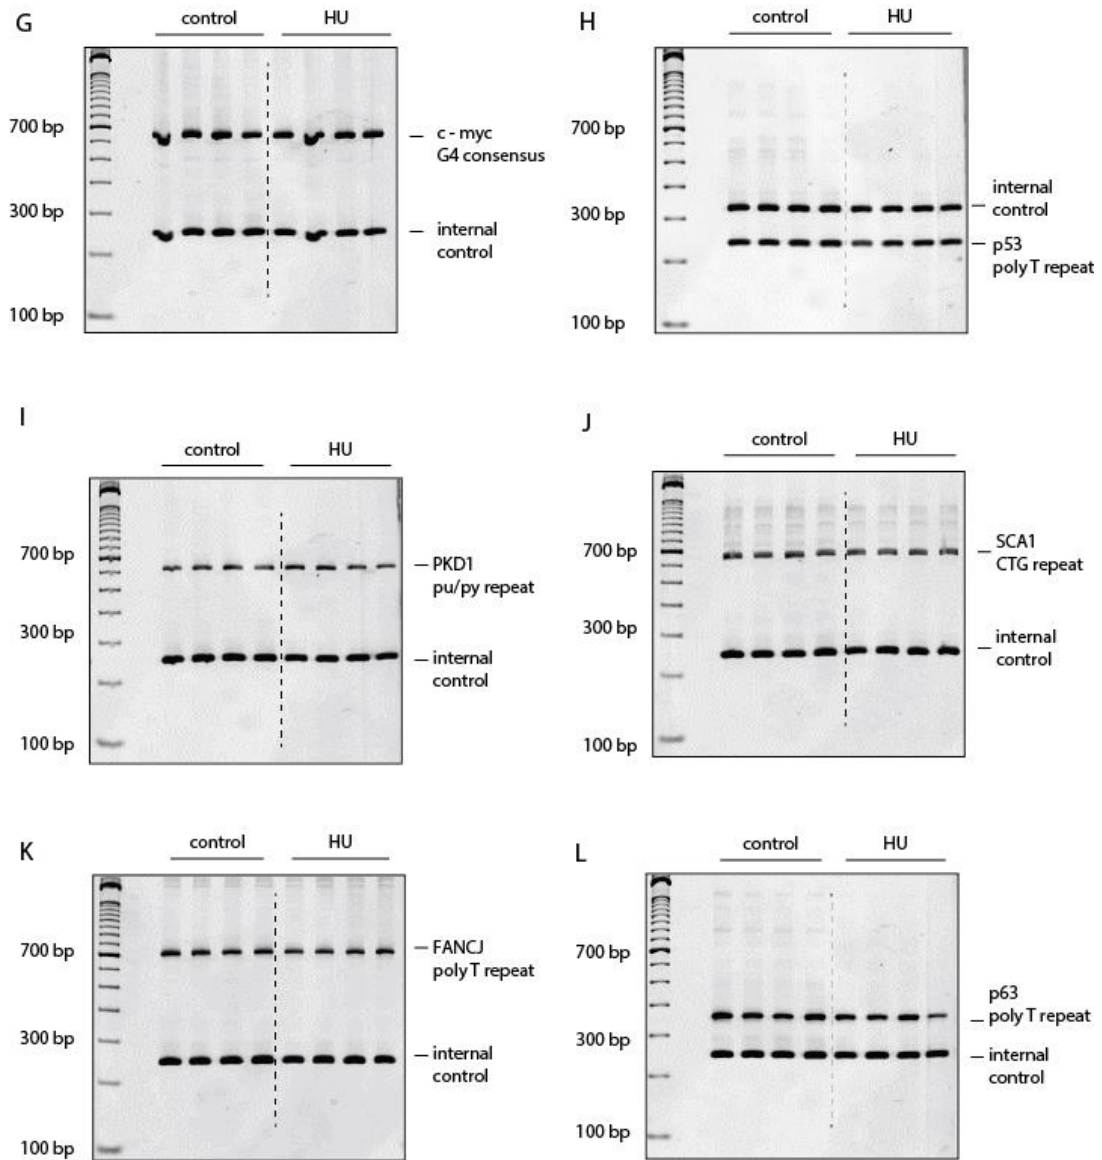 G
control
HU
700 bp
c - myc
G4 consensus
300 bp
internal
control
100 bp
H
control
HU
700 bp
internal
control
300 bp
p53
poly T repeat
100 bp
I
control
HU
700 bp
PKD1
pu/py repeat
300 bp
internal
control
100 bp
J
control
HU
700 bp
SCA1
CTG repeat
300 bp
internal
control
100 bp
K
control
HU
700 bp
FANCJ
poly T repeat
300 bp
internal
control
100 bp
L
control
HU
700 bp
p63
poly T repeat
300 bp
internal
control
100 bp